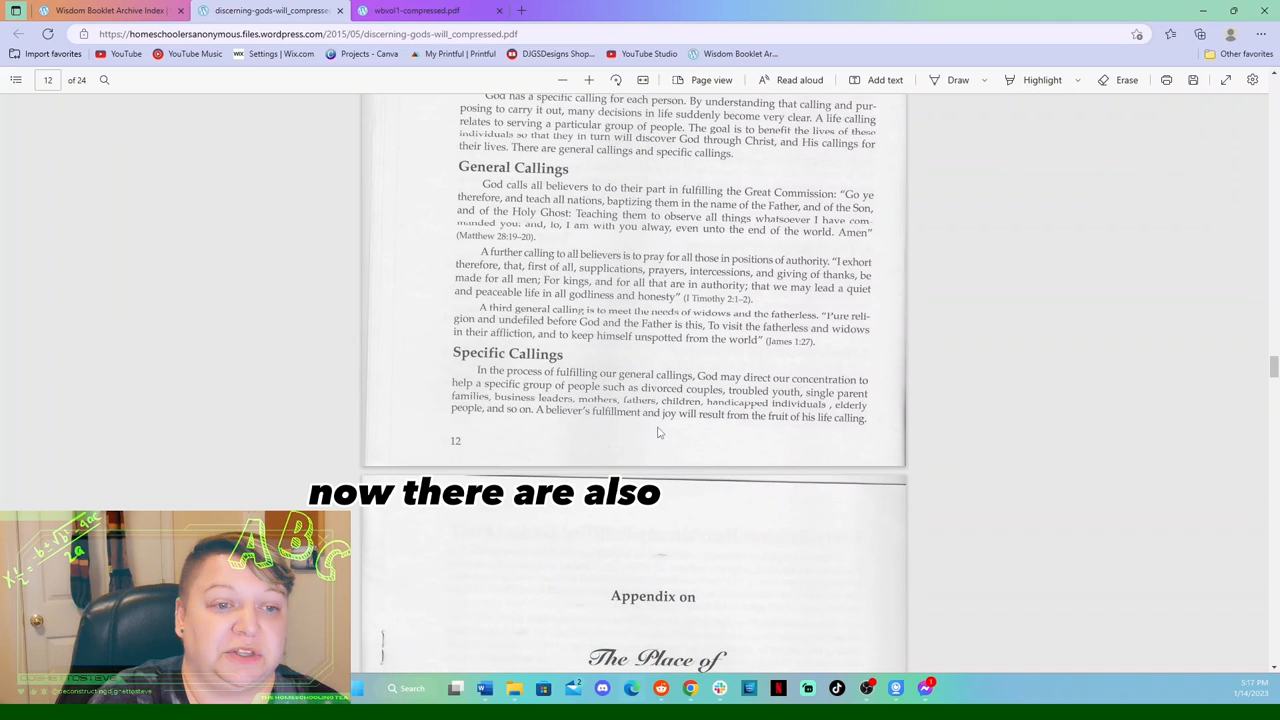 Wisdom Booklet Archive Index |
discerning-gods-will_compressed
wbvol1-compressed.pdf
https://homeschoolersanonymous.files.wordpress.com/2015/05/discerning-gods-will_compressed.pdf
Import favorites
YouTube
YouTube Music
Settings | Wix.com
Projects - Canva
My Printful | Printful
DJGSDesigns Shop...
YouTube Studio
Wisdom Booklet Ar...
Other favorites
12 of 24
Page view
Read aloud
Add text
Draw
Highlight
Erase
God has a specific calling for each person. By understanding that calling and pur-
posing to carry it out, many decisions in life suddenly become very clear. A life calling
relates to serving a particular group of people. The goal is to benefit the lives of these
individuals so that they in turn will discover God through Christ, and His callings for
their lives. There are general callings and specific callings.
General Callings
God calls all believers to do their part in fulfilling the Great Commission: “Go ye
therefore, and teach all nations, baptizing them in the name of the Father, and of the Son,
and of the Holy Ghost: Teaching them to observe all things whatsoever I have com-
manded you: and, lo, I am with you alway, even unto the end of the world. Amen”
(Matthew 28:19–20).
A further calling to all believers is to pray for all those in positions of authority. “I exhort
therefore, that, first of all, supplications, prayers, intercessions, and giving of thanks, be
made for all men; For kings, and for all that are in authority; that we may lead a quiet
and peaceable life in all godliness and honesty” (I Timothy 2:1–2).
A third general calling is to meet the needs of widows and the fatherless. “Pure reli-
gion and undefiled before God and the Father is this, To visit the fatherless and widows
in their affliction, and to keep himself unspotted from the world” (James 1:27).
Specific Callings
In the process of fulfilling our general callings, God may direct our concentration to
help a specific group of people such as divorced couples, troubled youth, single parent
families, business leaders, mothers, fathers, children, handicapped individuals , elderly
people, and so on. A believer's fulfillment and joy will result from the fruit of his life calling.
12
now there are also
Appendix on
The Place of
ABC
2a
THE HOMESCHOOLING TEA
Search
2
1
5:17 PM
1/14/2023